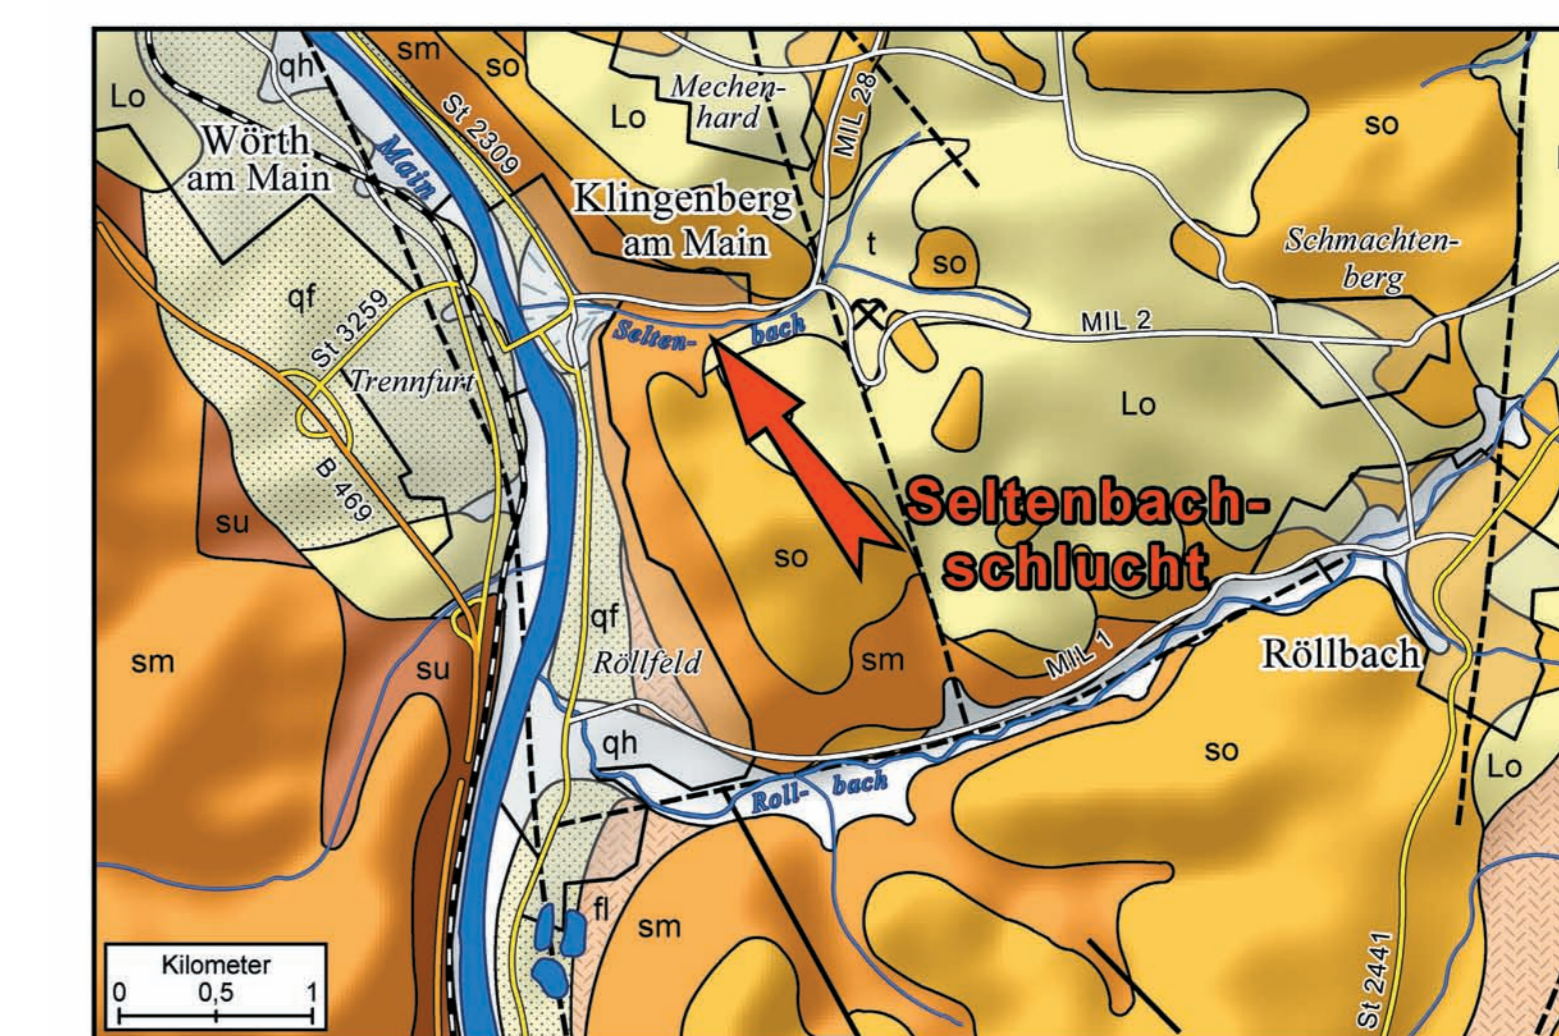 sm
qh
so
Lo
Lo
Mechen-
hard
MIL 28
so
St 2309
Wörth
am Main
Main
Klingenberg
am Main
t
so
Schmachten-
berg
qf
St 3259
MIL 2
Selten-
bach
Trennfurt
Lo
B 469
su
Seltenbach-
schlucht
so
qf
sm
su
Röllfeld
sm
MIL 1
Röllbach
qh
so
Lo
Roll-
bach
fl
sm
St 2441
Kilometer
0 0,5 1